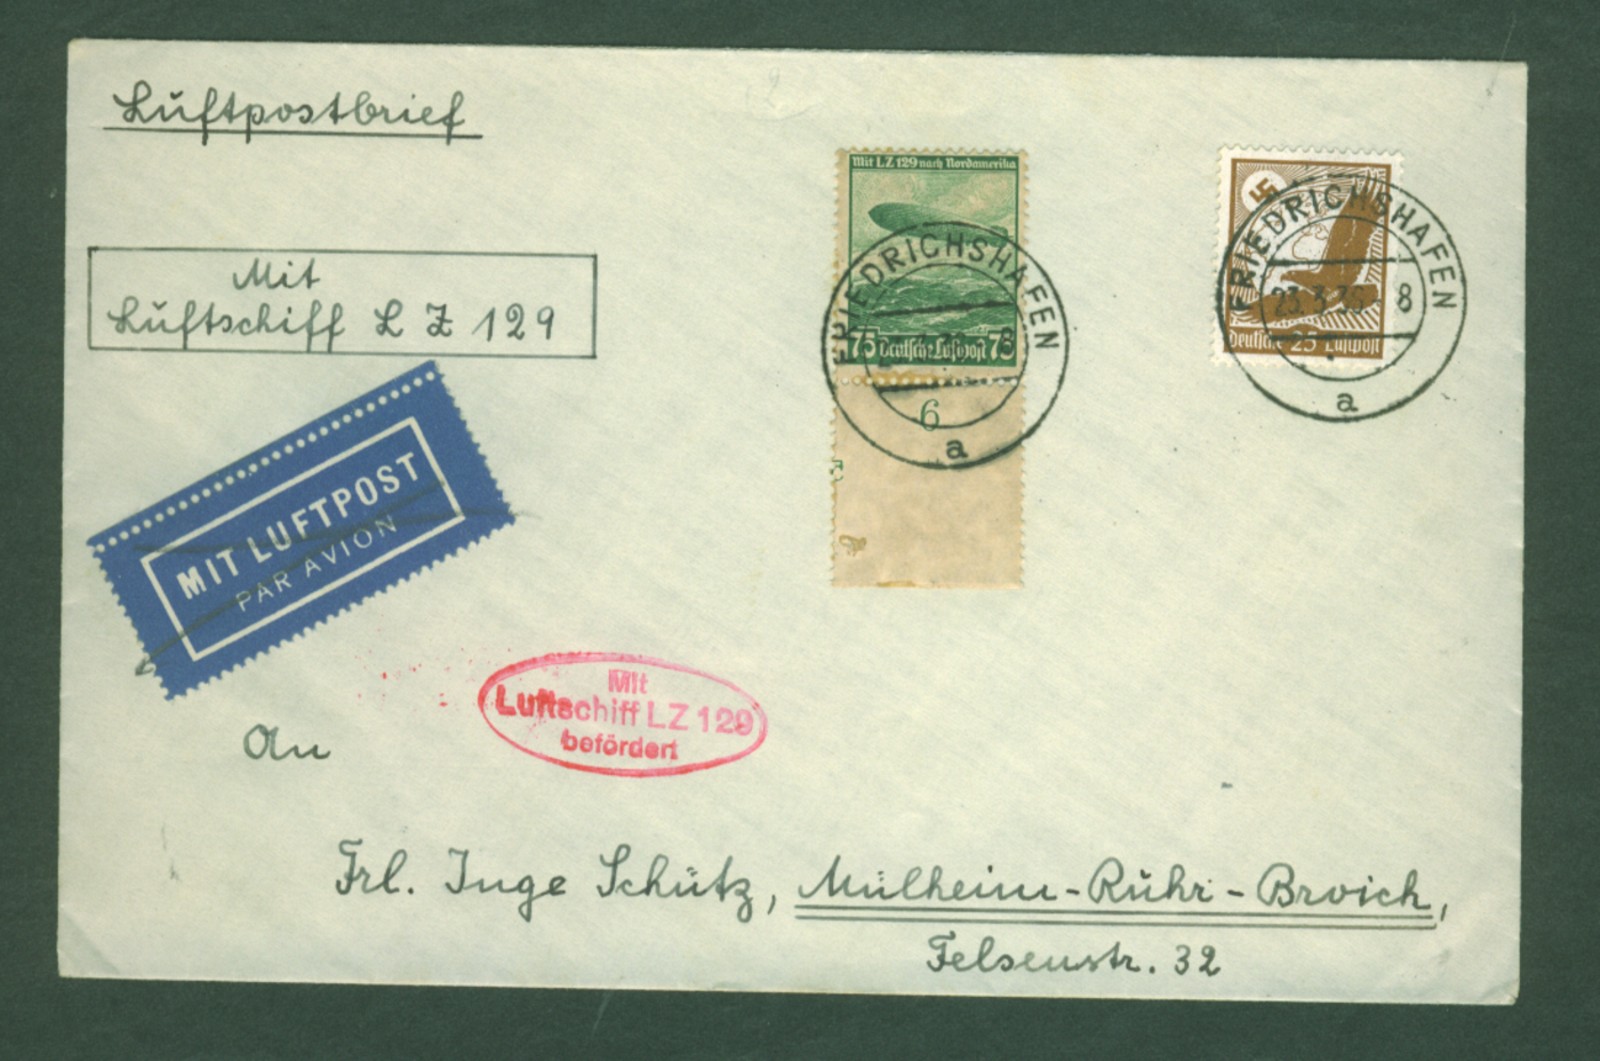 Luftpostbrief
Mit
Luftschiff L Z 129
MIT LUFTPOST
PAR AVION
Mit LZ 129 nach Nordamerika
75 Deutsche Luftpost 75
FRIEDRICHSHAFEN
8
a
6
Deutsche 25 Luftpost
FRIEDRICHSHAFEN
23.3.36 - 8
a
Mit
Luftschiff LZ 129
befördert
An
Frl. Inge Schütz, Mülheim-Ruhr-Broich,
Felsenstr. 32